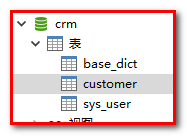 crm
表
base_dict
customer
sys_user